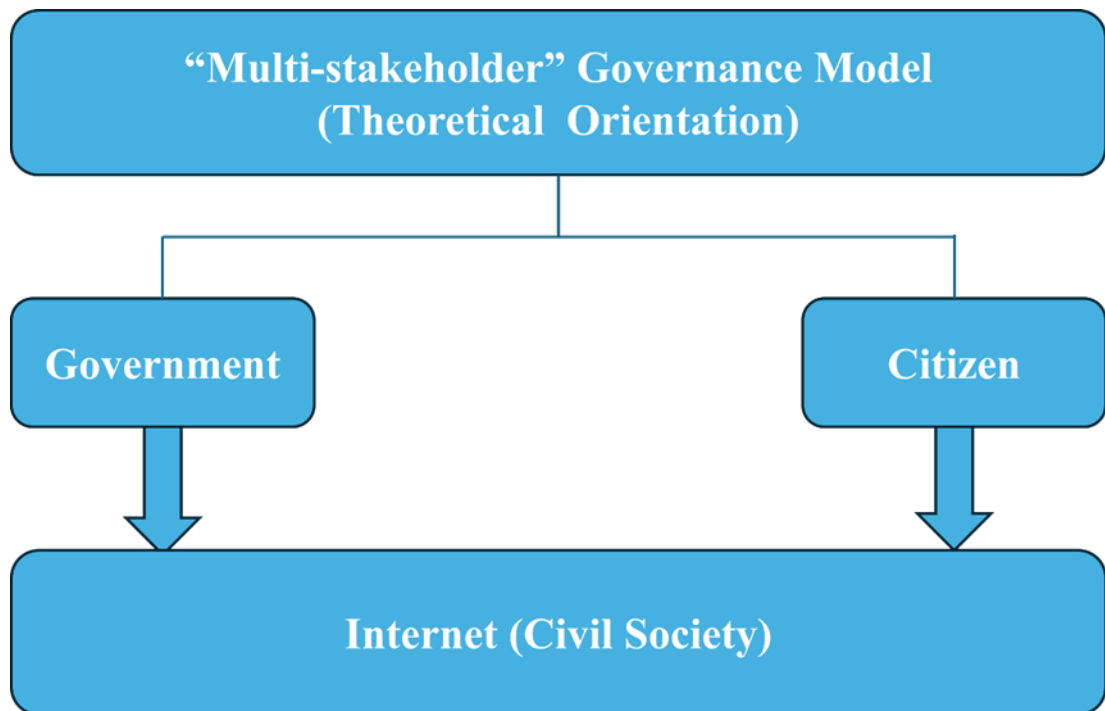 “Multi-stakeholder” Governance Model
(Theoretical Orientation)
Government
Citizen
Internet (Civil Society)